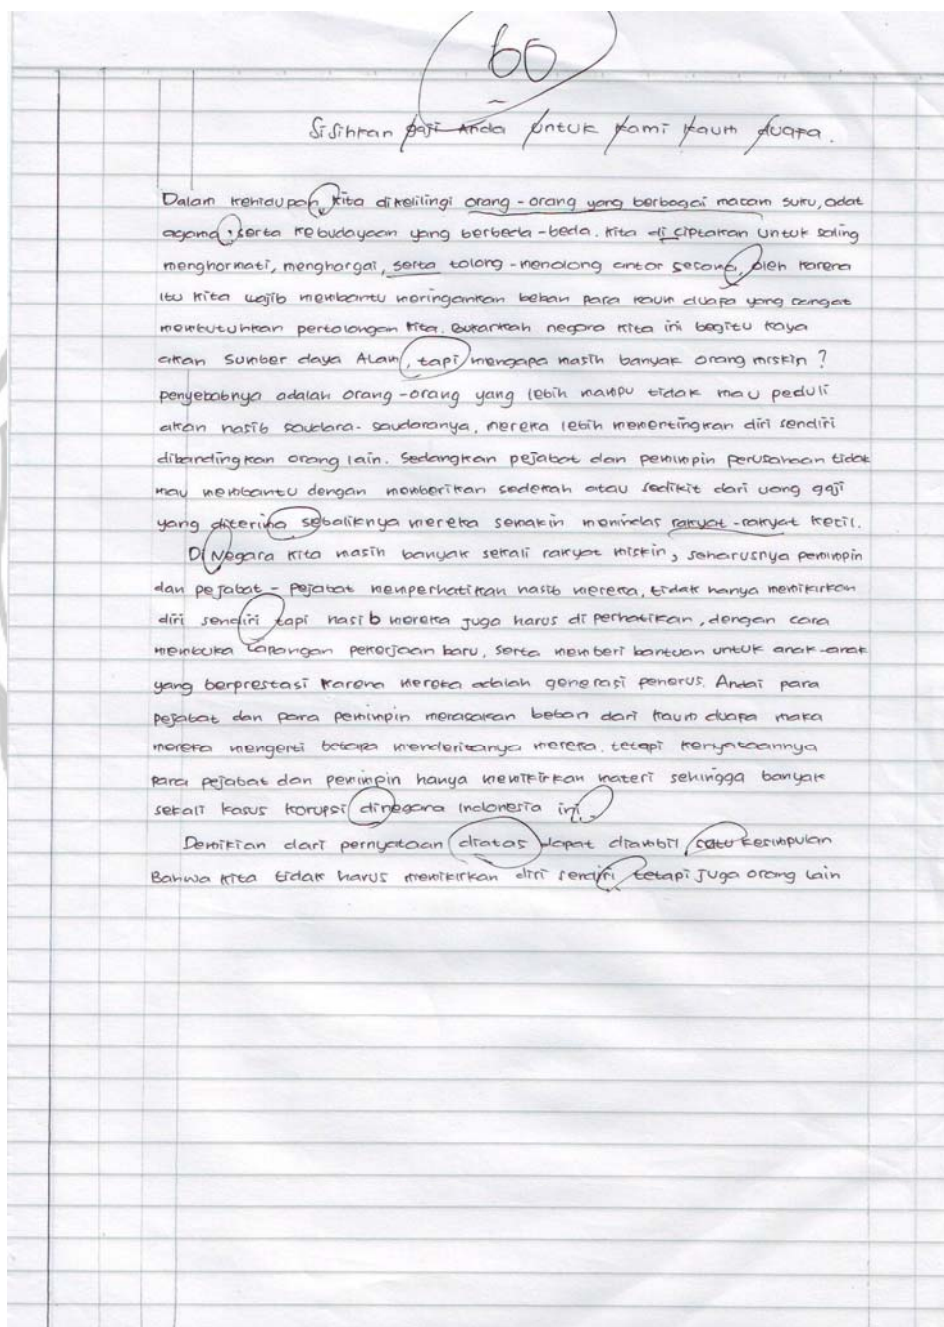 60
Sisihkan gaji Anda untuk kami kaum duafa.
Dalam kehidupan, kita dikelilingi orang-orang yang berbagai macam suku, adat
agama, serta kebudayaan yang berbeda-beda. kita di ciptakan untuk saling
menghormati, menghargai, serta tolong-menolong antar sesama, oleh karena
itu kita wajib membantu meringankan beban para kaum duafa yang sangat
membutuhkan pertolongan kita. Bukankah negara kita ini begitu kaya
akan Sumber daya Alam, tapi mengapa masih banyak orang miskin ?
penyebabnya adalah orang-orang yang lebih mampu tidak mau peduli
akan nasib saudara-saudaranya, mereka lebih mementingkan diri sendiri
dibandingkan orang lain. Sedangkan pejabat dan pemimpin perusahaan tidak
mau membantu dengan memberikan sedekah atau sedikit dari uang gaji
yang diterima sebaliknya mereka semakin menindas rakyat-rakyat kecil.
Di Negara kita masih banyak sekali rakyat miskin, seharusnya pemimpin
dan pejabat-pejabat memperhatikan nasib mereka, tidak hanya memikirkan
diri sendiri tapi nasib mereka juga harus di perhatikan, dengan cara
membuka lapangan pekerjaan baru, serta memberi bantuan untuk anak-anak
yang berprestasi karena mereka adalah generasi penerus. Andai para
pejabat dan para pemimpin merasakan beban dari kaum duafa maka
mereka mengerti betapa menderitanya mereka. tetapi kenyataannya
para pejabat dan pemimpin hanya memikirkan materi sehingga banyak
sekali kasus korupsi dinegara Indonesia ini.
Demikian dari pernyataan diatas dapat diambil satu kesimpulan
Bahwa kita tidak harus memikirkan diri sendiri tetapi juga orang lain